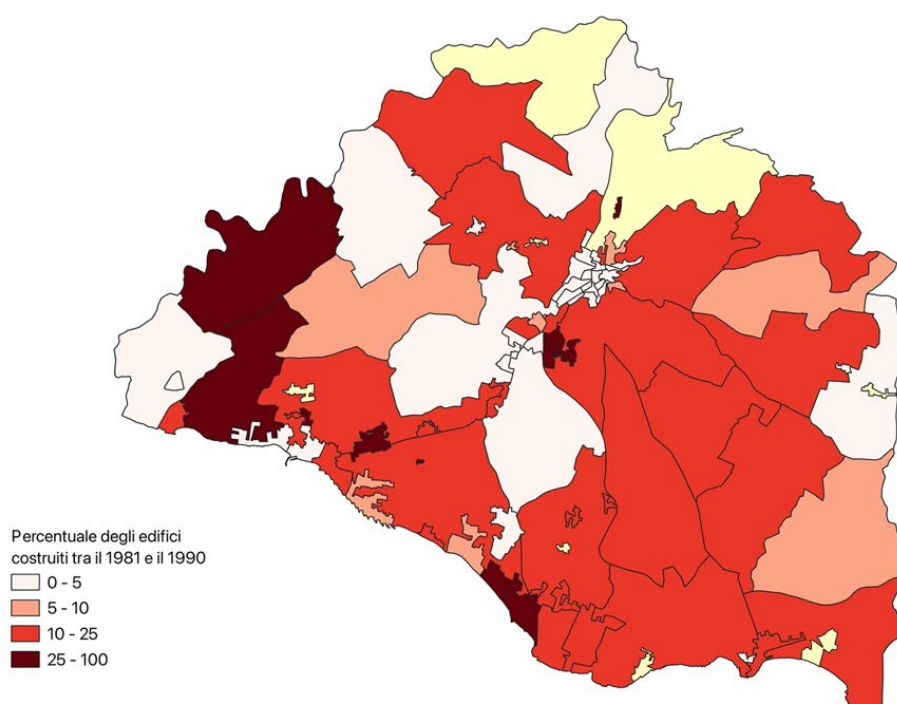 Percentuale degli edifici
costruiti tra il 1981 e il 1990
0 - 5
5 - 10
10 - 25
25 - 100